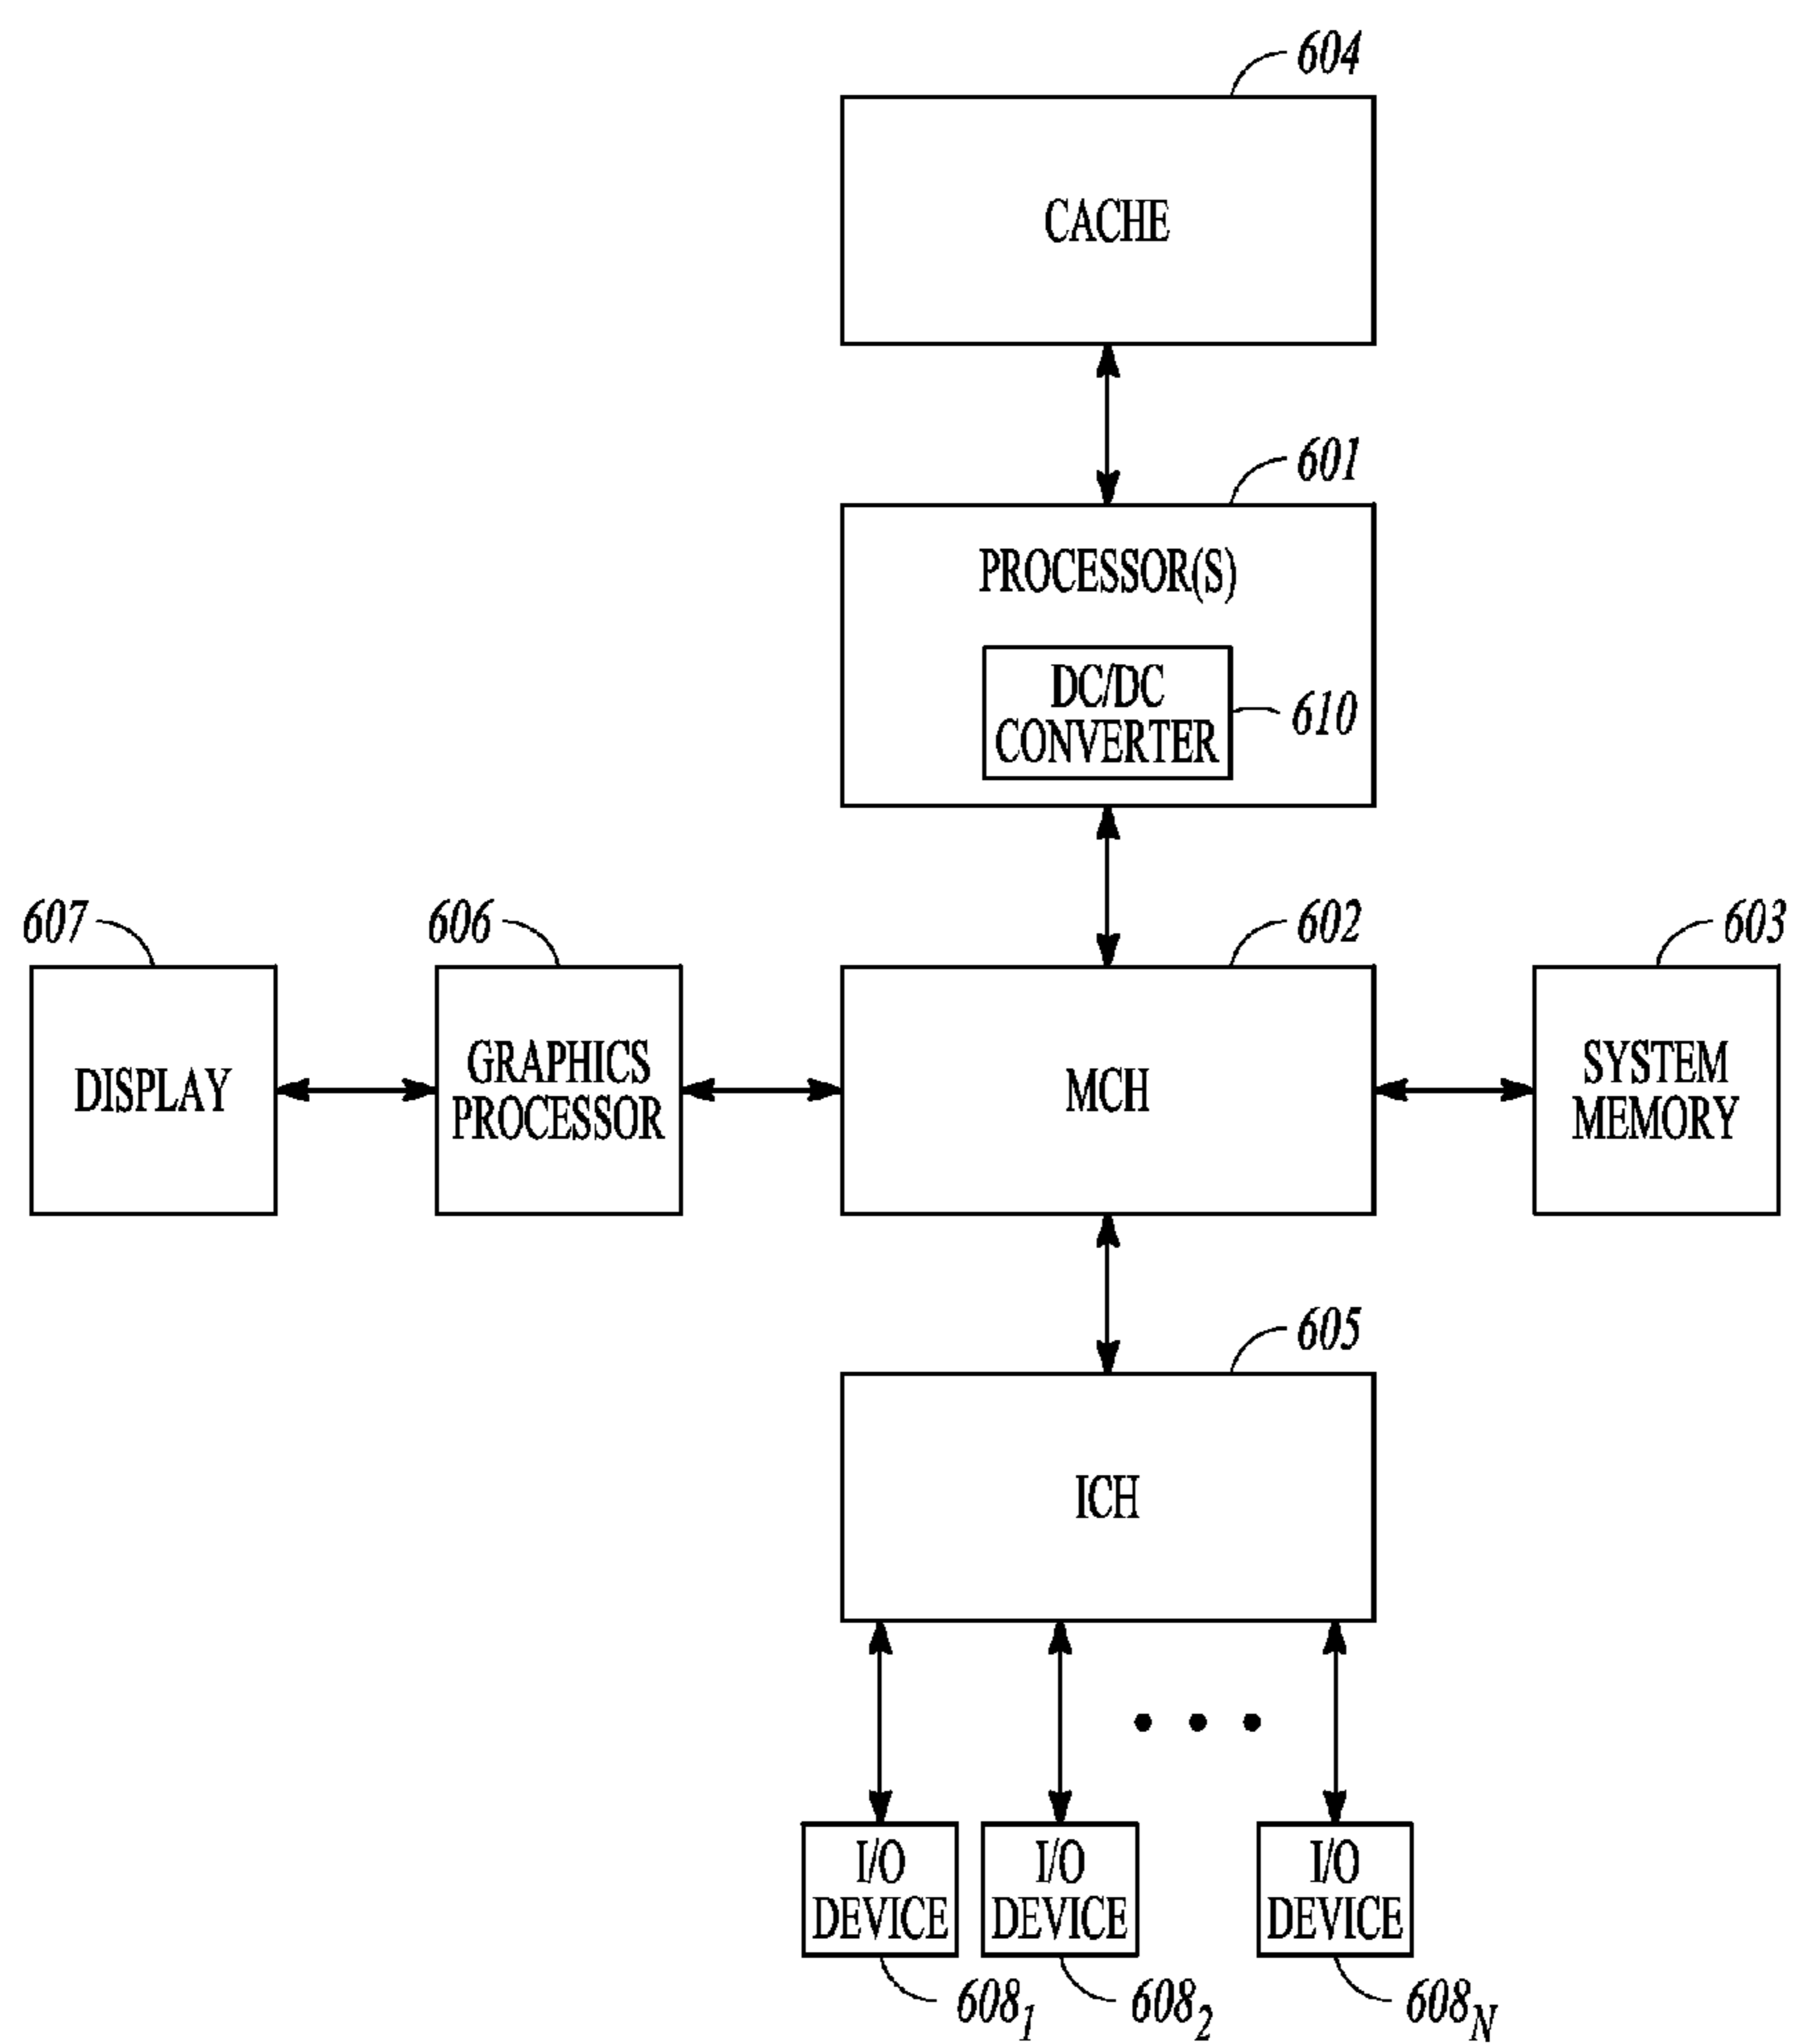 604
CACHE
601
PROCESSOR(S)
DC/DC
CONVERTER
610
607
606
602
603
DISPLAY
GRAPHICS
PROCESSOR
MCH
SYSTEM
MEMORY
605
ICH
I/O
DEVICE
I/O
DEVICE
I/O
DEVICE
608₁
608₂
608_N